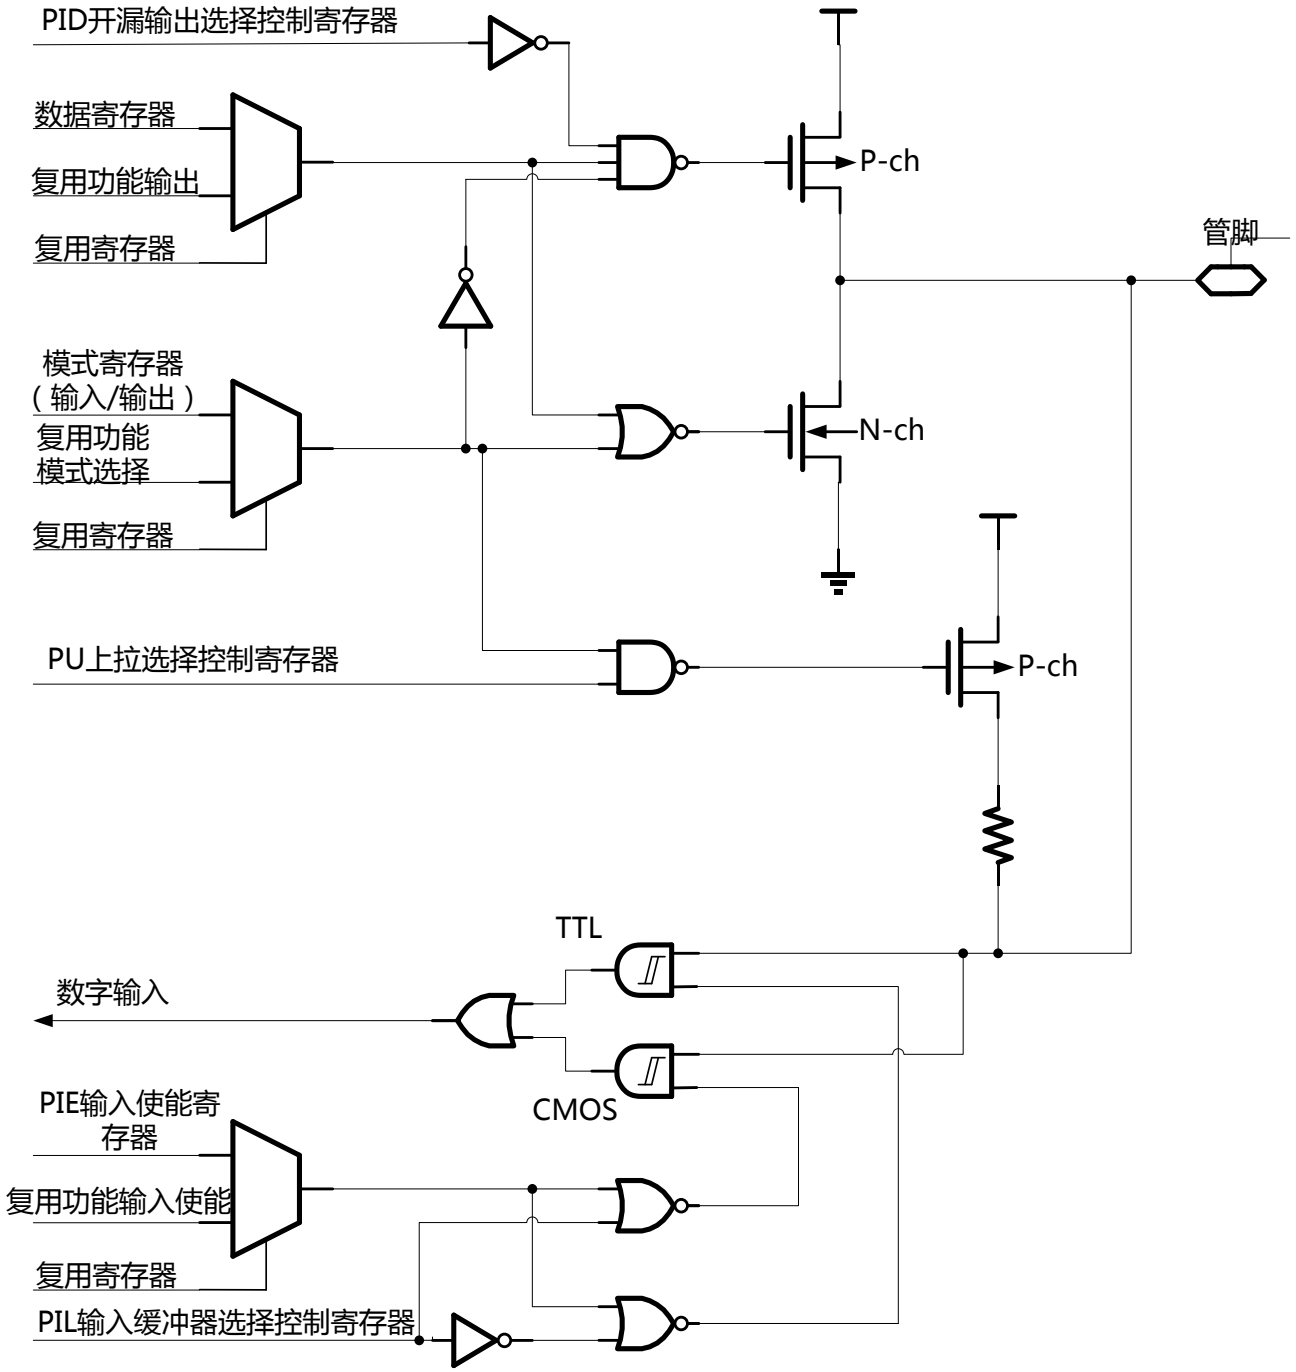 PID开漏输出选择控制寄存器
数据寄存器
P-ch
复用功能输出
管脚
复用寄存器
模式寄存器
(输入/输出)
复用功能
N-ch
模式选择
复用寄存器
PU上拉选择控制寄存器
P-ch
TTL
数字输入
CMOS
PIE输入使能寄
存器
复用功能输入使能
复用寄存器
PIL输入缓冲器选择控制寄存器